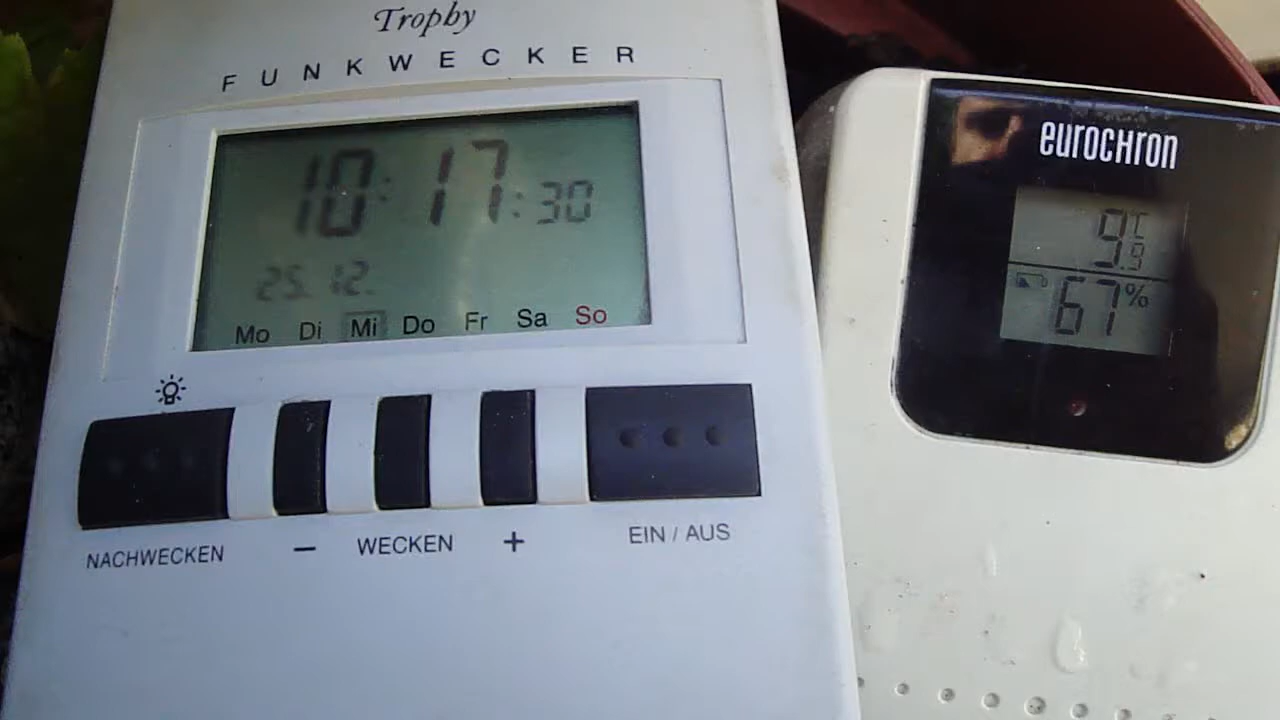 Trophy
FUNKWECKER
10:17:30
25.12.
Mo Di Mi Do Fr Sa So
NACHWECKEN − WECKEN + EIN / AUS
eurochron
9.9 °C
67%